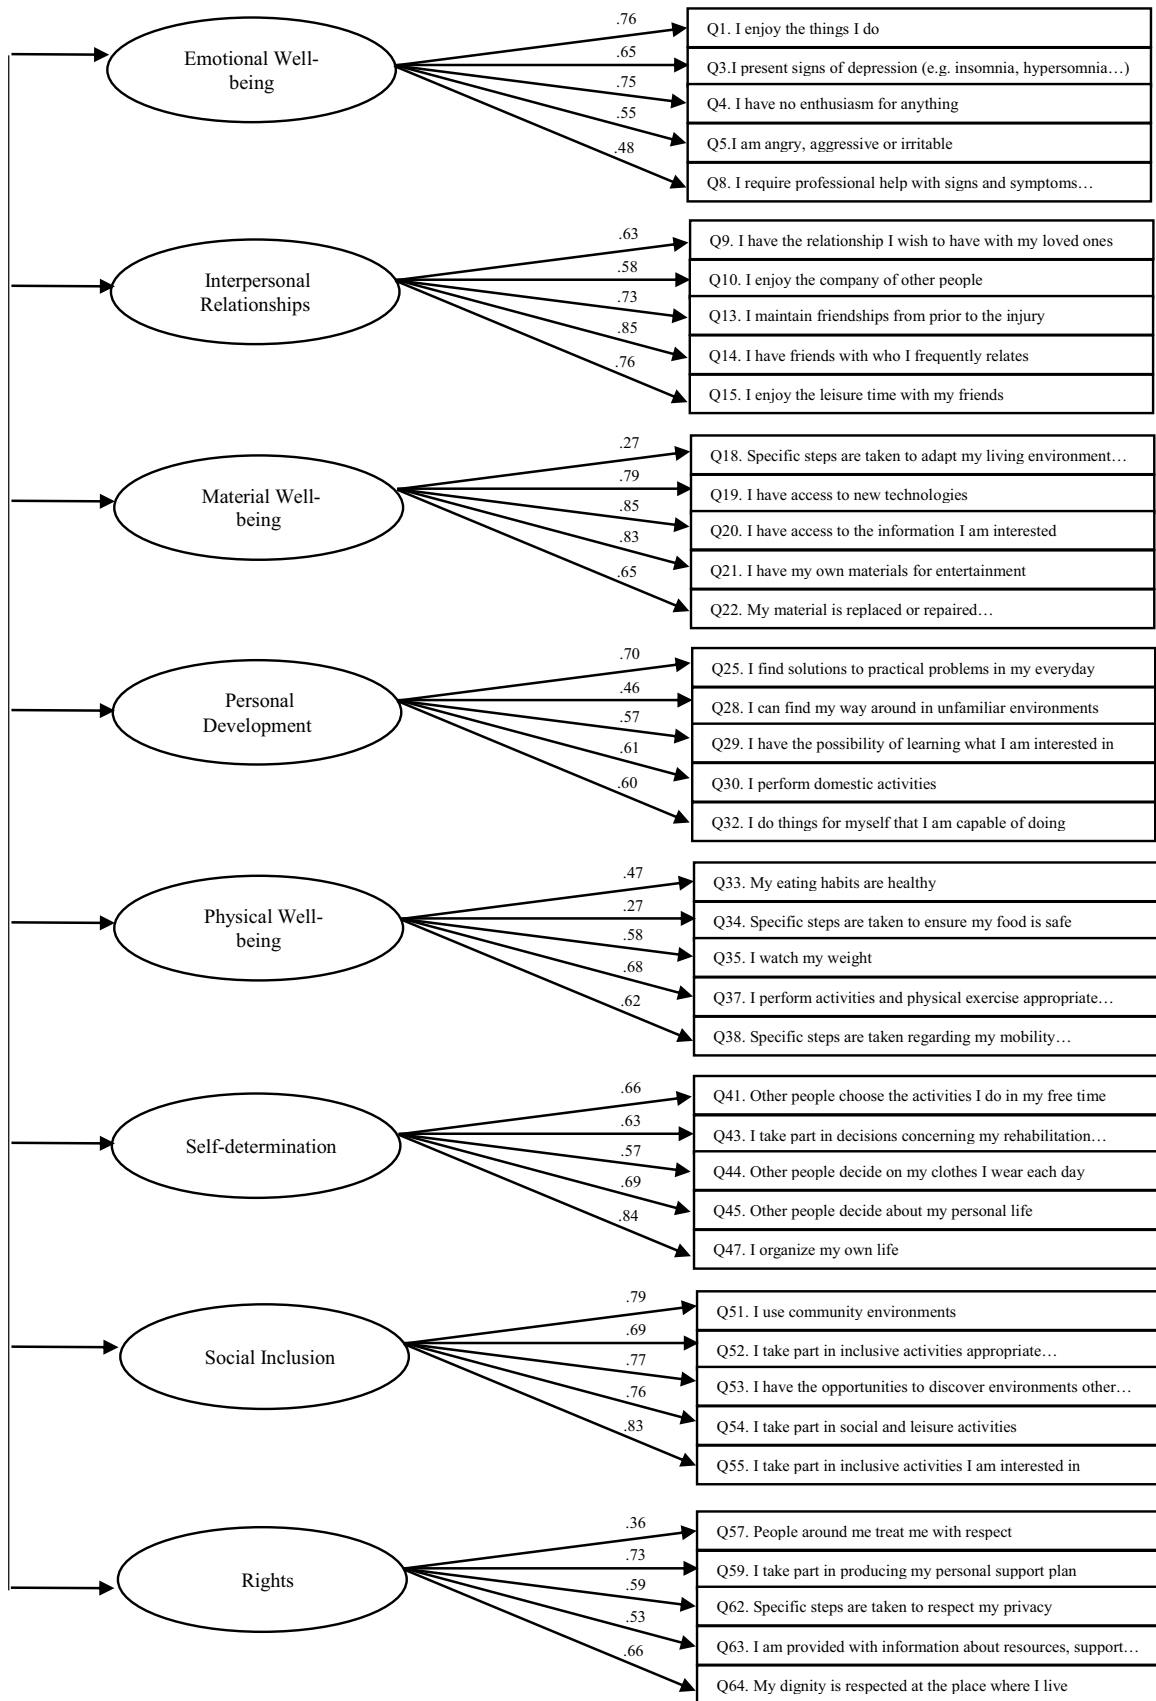 Emotional Well-
being
.76
.65
.75
.55
.48
Q1. I enjoy the things I do
Q3.I present signs of depression (e.g. insomnia, hypersomnia…)
Q4. I have no enthusiasm for anything
Q5.I am angry, aggressive or irritable
Q8. I require professional help with signs and symptoms…
Interpersonal
Relationships
.63
.58
.73
.85
.76
Q9. I have the relationship I wish to have with my loved ones
Q10. I enjoy the company of other people
Q13. I maintain friendships from prior to the injury
Q14. I have friends with who I frequently relates
Q15. I enjoy the leisure time with my friends
Material Well-
being
.27
.79
.85
.83
.65
Q18. Specific steps are taken to adapt my living environment…
Q19. I have access to new technologies
Q20. I have access to the information I am interested
Q21. I have my own materials for entertainment
Q22. My material is replaced or repaired…
Personal
Development
.70
.46
.57
.61
.60
Q25. I find solutions to practical problems in my everyday
Q28. I can find my way around in unfamiliar environments
Q29. I have the possibility of learning what I am interested in
Q30. I perform domestic activities
Q32. I do things for myself that I am capable of doing
Physical Well-
being
.47
.27
.58
.68
.62
Q33. My eating habits are healthy
Q34. Specific steps are taken to ensure my food is safe
Q35. I watch my weight
Q37. I perform activities and physical exercise appropriate…
Q38. Specific steps are taken regarding my mobility…
Self-determination
.66
.63
.57
.69
.84
Q41. Other people choose the activities I do in my free time
Q43. I take part in decisions concerning my rehabilitation…
Q44. Other people decide on my clothes I wear each day
Q45. Other people decide about my personal life
Q47. I organize my own life
Social Inclusion
.79
.69
.77
.76
.83
Q51. I use community environments
Q52. I take part in inclusive activities appropriate…
Q53. I have the opportunities to discover environments other…
Q54. I take part in social and leisure activities
Q55. I take part in inclusive activities I am interested in
Rights
.36
.73
.59
.53
.66
Q57. People around me treat me with respect
Q59. I take part in producing my personal support plan
Q62. Specific steps are taken to respect my privacy
Q63. I am provided with information about resources, support…
Q64. My dignity is respected at the place where I live